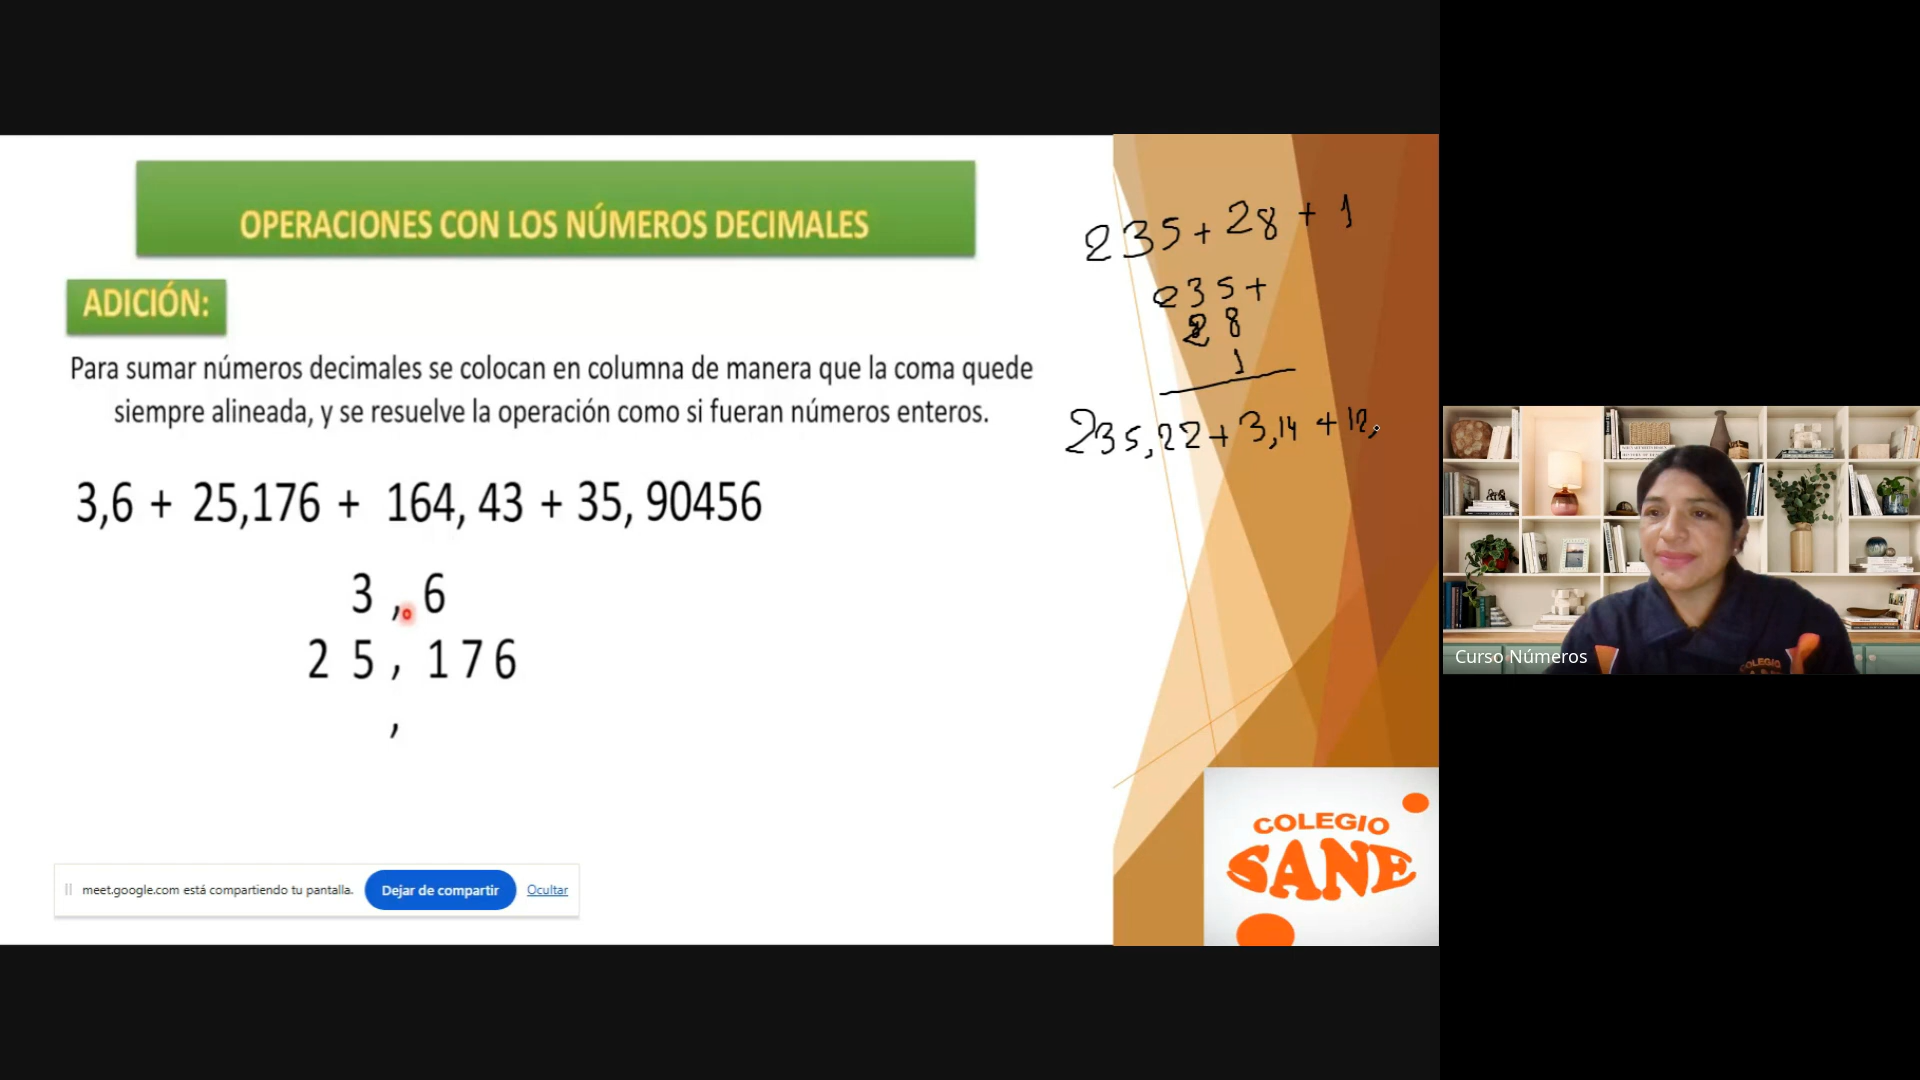 OPERACIONES CON LOS NÚMEROS DECIMALES
ADICIÓN:
Para sumar números decimales se colocan en columna de manera que la coma quede
siempre alineada, y se resuelve la operación como si fueran números enteros.
3,6 + 25,176 + 164, 43 + 35, 90456
3 , 6
2 5 , 1 7 6
,
235 + 28 + 1
235 +
28
1
235,22 + 3,14 + 12,
COLEGIO
SANE
meet.google.com está compartiendo tu pantalla.
Dejar de compartir
Ocultar
Curso Números
COLEGIO